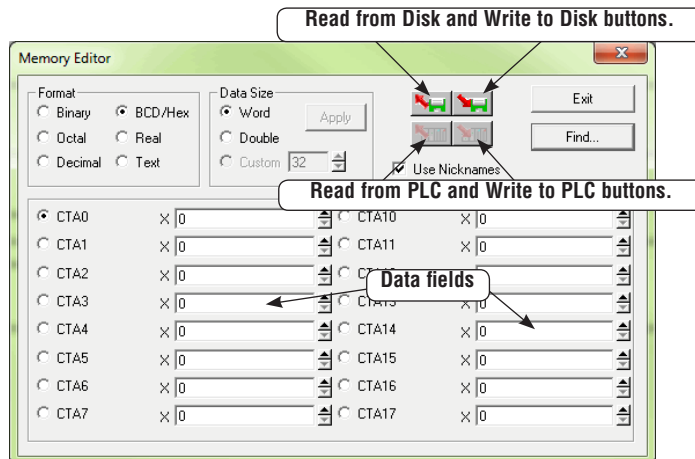 Read from Disk and Write to Disk buttons.
Memory Editor
Format
Binary
BCD/Hex
Octal
Real
Decimal
Text
Data Size
Word
Apply
Double
Custom 32
Exit
Find...
Use Nicknames
Read from PLC and Write to PLC buttons.
CTA0 X 0
CTA10 X 0
CTA1 X 0
CTA11 X 0
CTA2 X 0
X 0
Data fields
CTA3 X 0
X 0
CTA4 X 0
CTA14 X 0
CTA5 X 0
CTA15 X 0
CTA6 X 0
CTA16 X 0
CTA7 X 0
CTA17 X 0